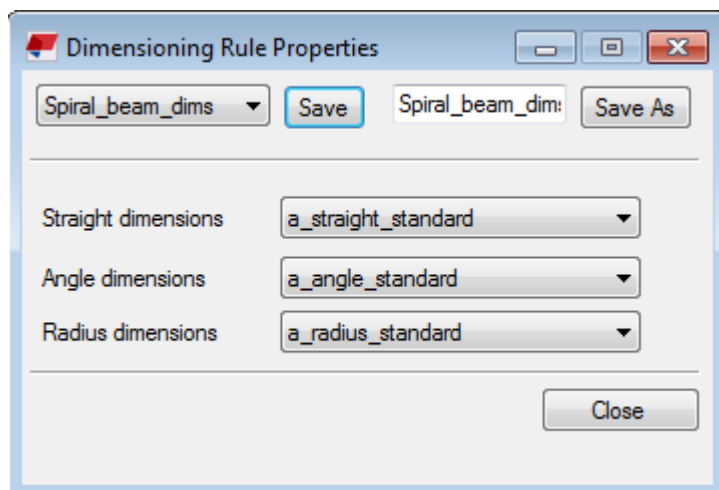 Dimensioning Rule Properties
Spiral_beam_dims Save Spiral_beam_dim Save As
Straight dimensions a_straight_standard
Angle dimensions a_angle_standard
Radius dimensions a_radius_standard
Close